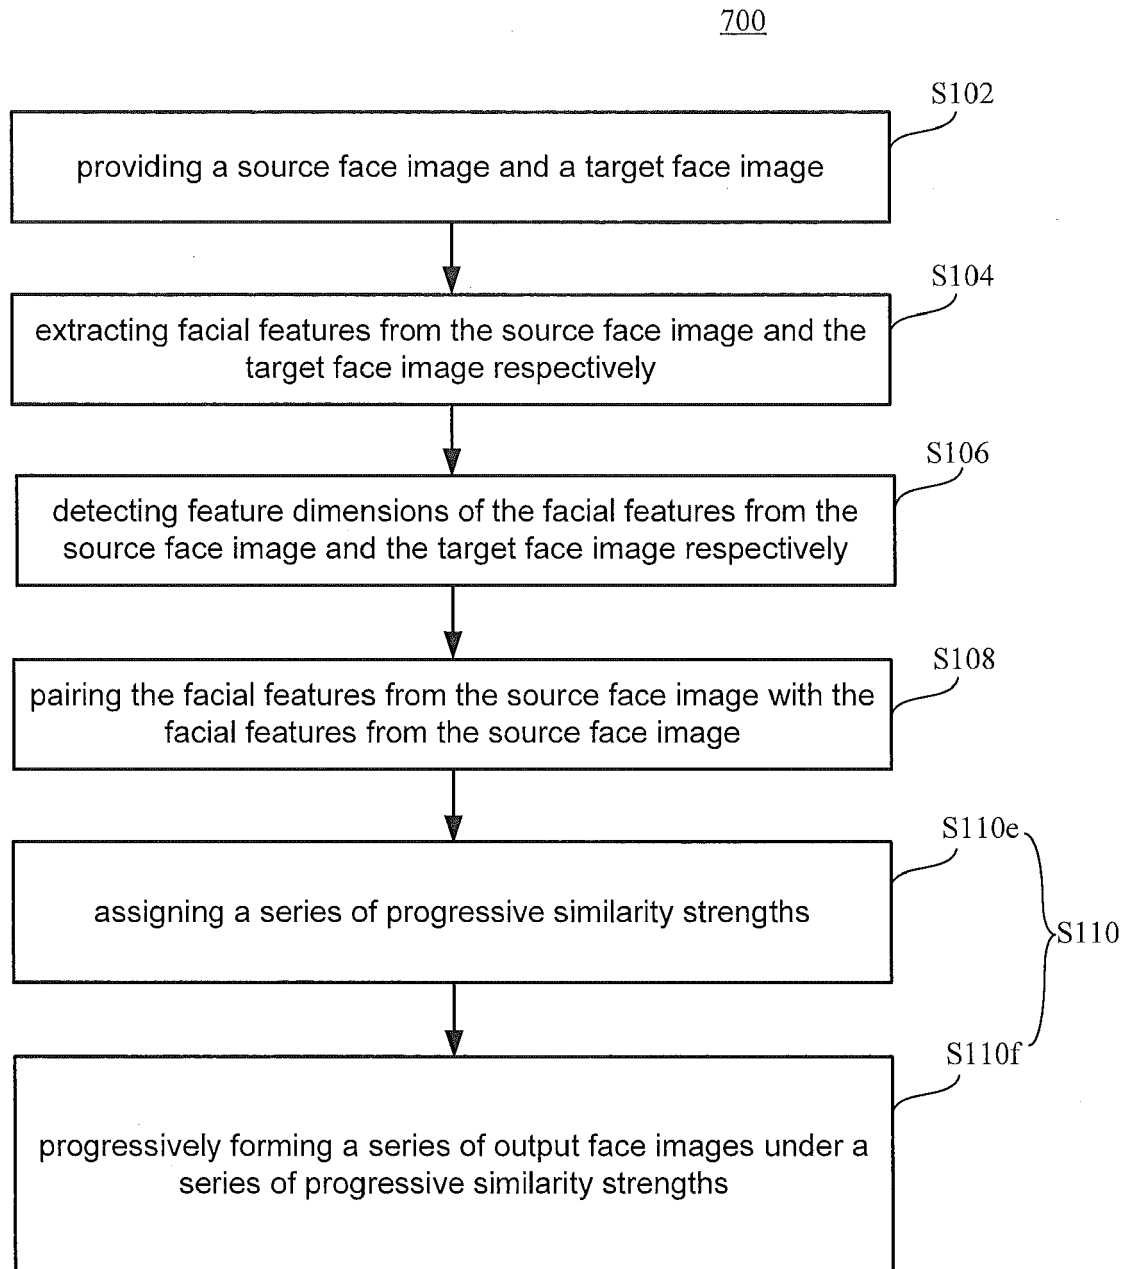 700
S102
providing a source face image and a target face image
S104
extracting facial features from the source face image and the
target face image respectively
S106
detecting feature dimensions of the facial features from the
source face image and the target face image respectively
S108
pairing the facial features from the source face image with the
facial features from the source face image
S110e
assigning a series of progressive similarity strengths
S110
S110f
progressively forming a series of output face images under a
series of progressive similarity strengths